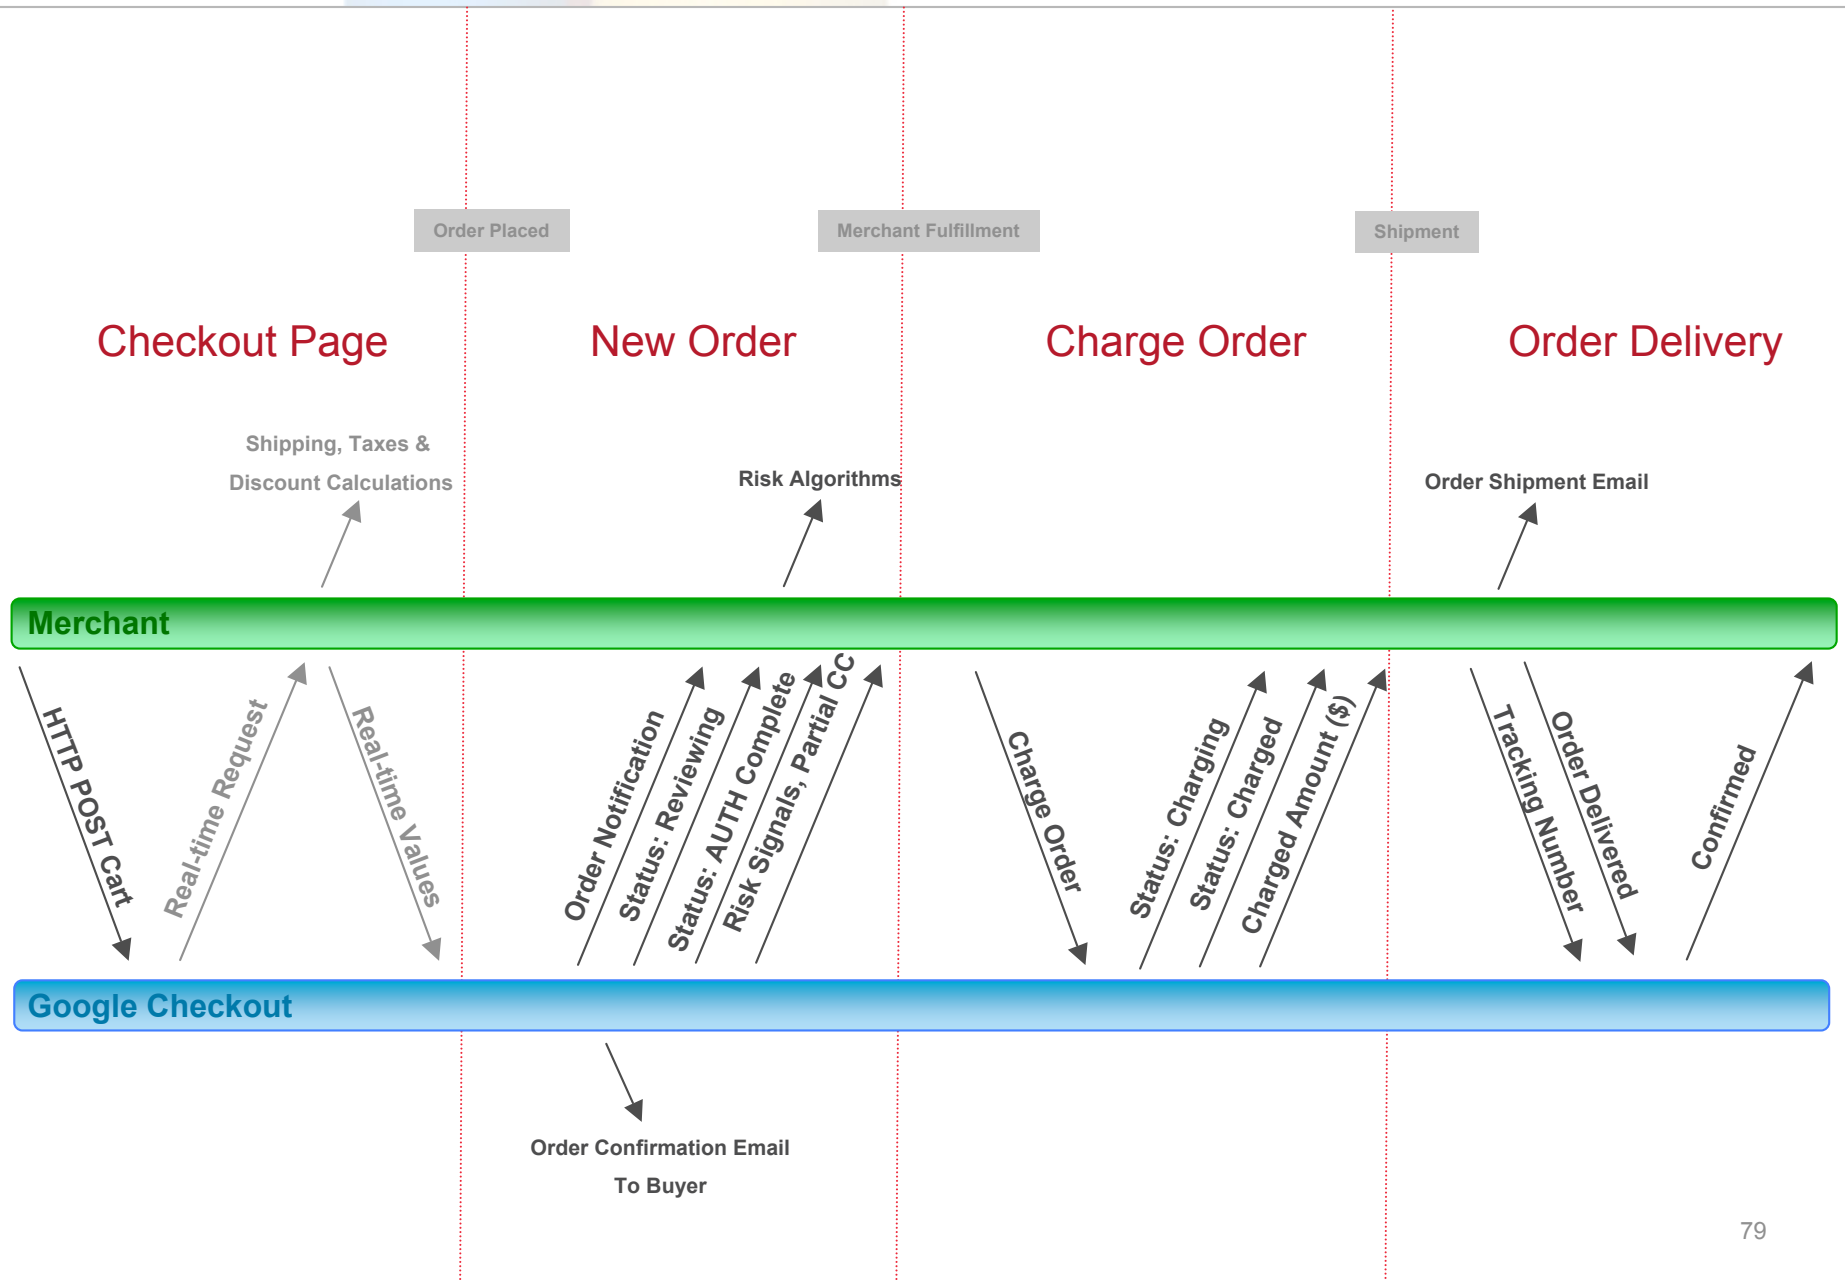 Order Placed
Merchant Fulfillment
Shipment
Checkout Page
New Order
Charge Order
Order Delivery
Shipping, Taxes &
Discount Calculations
Risk Algorithms
Order Shipment Email
Merchant
HTTP POST Cart
Real-time Request
Real-time Values
Order Notification
Status: Reviewing
Status: AUTH Complete
Risk Signals, Partial CC
Charge Order
Status: Charging
Status: Charged
Charged Amount ($)
Tracking Number
Order Delivered
Confirmed
Google Checkout
Order Confirmation Email
To Buyer
79